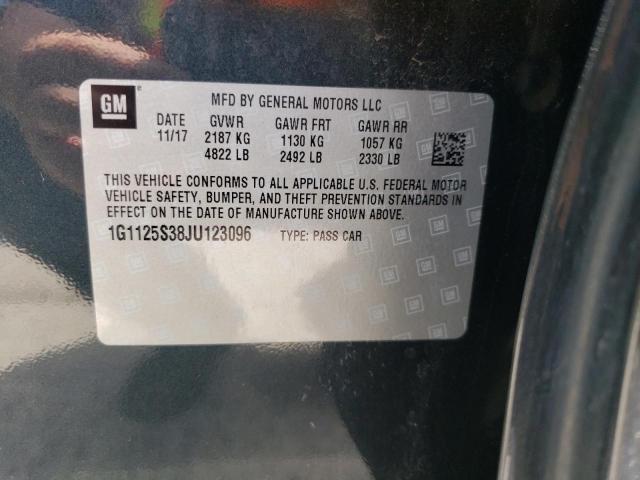 GM
MFD BY GENERAL MOTORS LLC
DATE GVWR GAWR FRT GAWR RR
11/17 2187 KG 1130 KG 1057 KG
4822 LB 2492 LB 2330 LB
THIS VEHICLE CONFORMS TO ALL APPLICABLE U.S. FEDERAL MOTOR
VEHICLE SAFETY, BUMPER, AND THEFT PREVENTION STANDARDS IN
EFFECT ON THE DATE OF MANUFACTURE SHOWN ABOVE.
1G1125S38JU123096 TYPE: PASS CAR